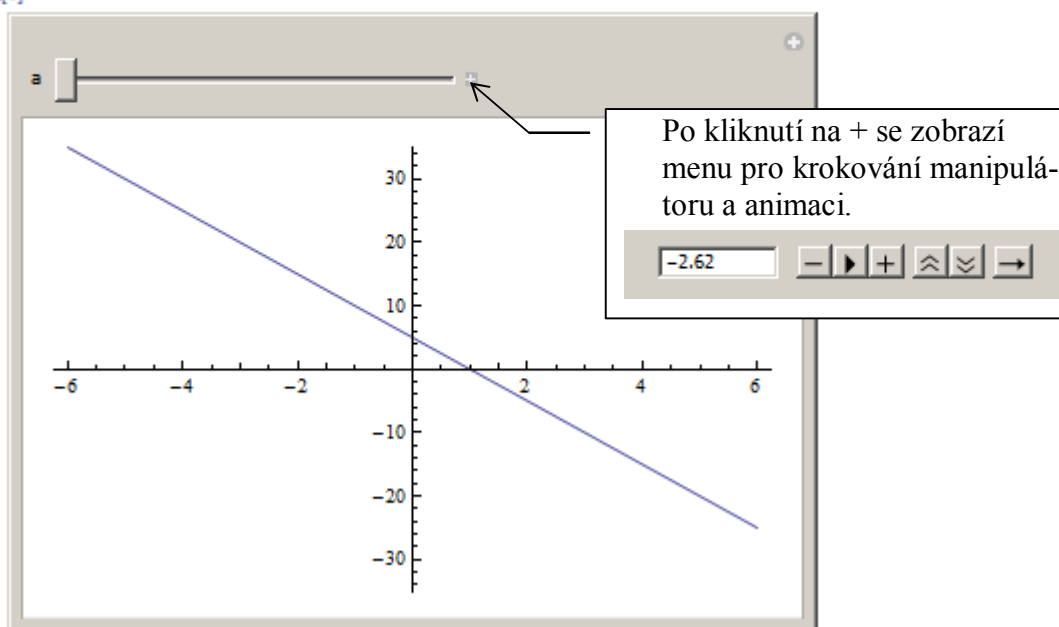 a
Po kliknutí na + se zobrazí
menu pro krokování manipulá-
toru a animaci.
-2.62
30
20
10
-6 -4 -2 2 4 6
-10
-20
-30